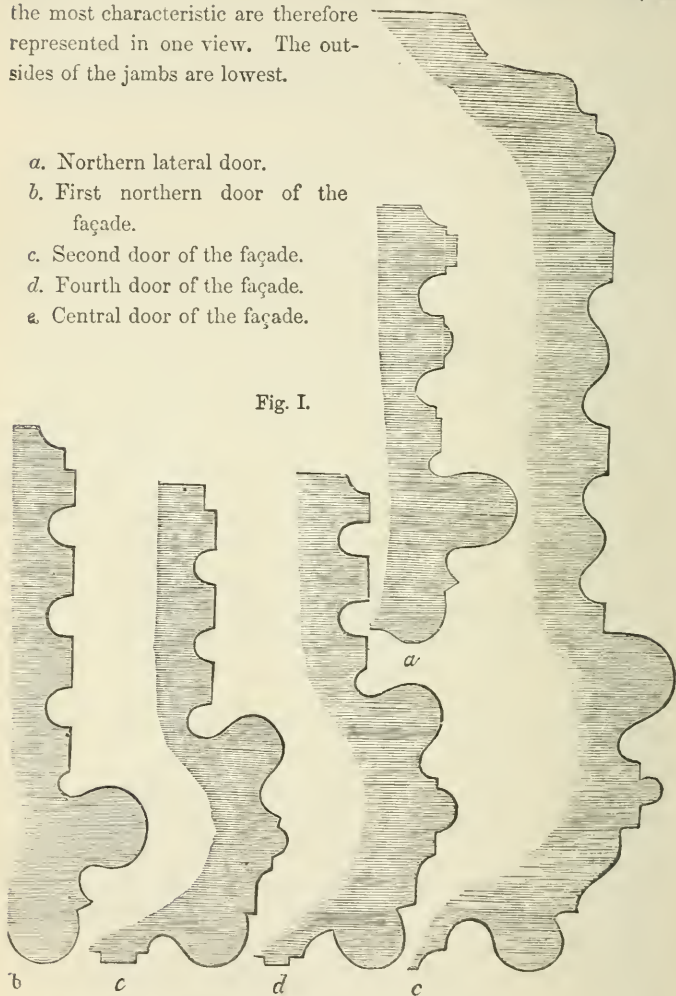 the most characteristic are therefore
represented in one view. The out-
sides of the jambs are lowest.
a. Northern lateral door.
b. First northern door of the
façade.
c. Second door of the façade.
d. Fourth door of the façade.
e. Central door of the façade.
Fig. I.
a
b c d c